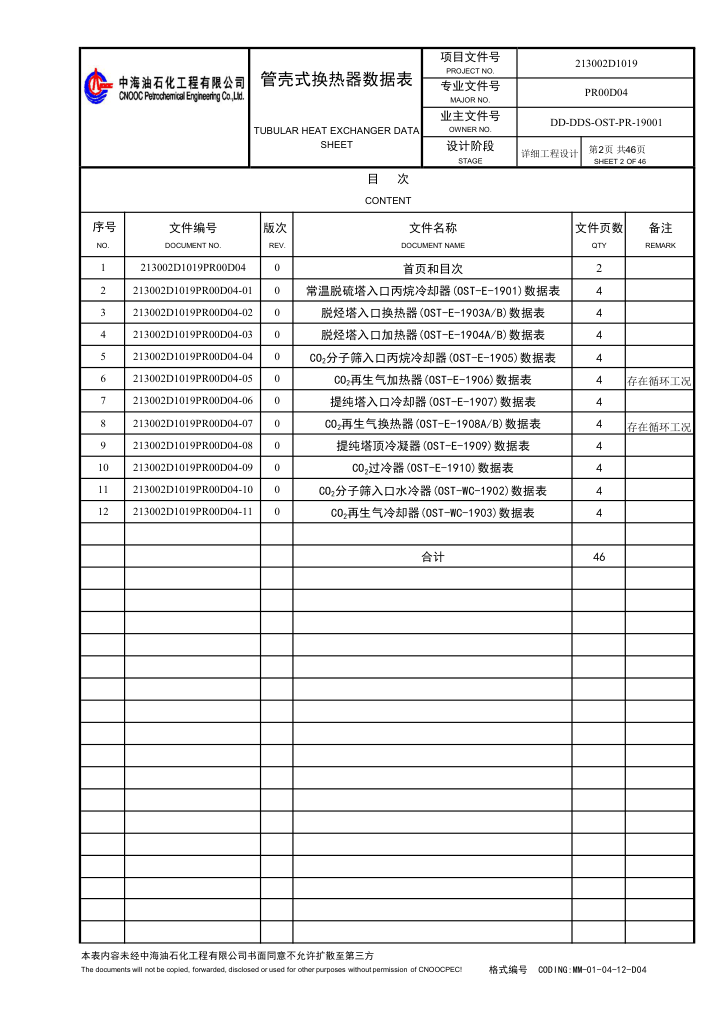 中海油石化工程有限公司
CNOOC Petrochemical Engineering Co.,Ltd.
管壳式换热器数据表
TUBULAR HEAT EXCHANGER DATA
SHEET
项目文件号
PROJECT NO.
213002D1019
专业文件号
MAJOR NO.
PR00D04
业主文件号
OWNER NO.
DD-DDS-OST-PR-19001
设计阶段
STAGE
详细工程设计
第2页 共46页
SHEET 2 OF 46
目 次
CONTENT
序号 文件编号 版次 文件名称 文件页数 备注
NO. DOCUMENT NO. REV. DOCUMENT NAME QTY REMARK
1 213002D1019PR00D04 0 首页和目次 2
2 213002D1019PR00D04-01 0 常温脱硫塔入口丙烷冷却器(OST-E-1901)数据表 4
3 213002D1019PR00D04-02 0 脱烃塔入口换热器(OST-E-1903A/B)数据表 4
4 213002D1019PR00D04-03 0 脱烃塔入口加热器(OST-E-1904A/B)数据表 4
5 213002D1019PR00D04-04 0 CO₂分子筛入口丙烷冷却器(OST-E-1905)数据表 4
6 213002D1019PR00D04-05 0 CO₂再生气加热器(OST-E-1906)数据表 4 存在循环工况
7 213002D1019PR00D04-06 0 提纯塔入口冷却器(OST-E-1907)数据表 4
8 213002D1019PR00D04-07 0 CO₂再生气换热器(OST-E-1908A/B)数据表 4 存在循环工况
9 213002D1019PR00D04-08 0 提纯塔顶冷凝器(OST-E-1909)数据表 4
10 213002D1019PR00D04-09 0 CO₂过冷器(OST-E-1910)数据表 4
11 213002D1019PR00D04-10 0 CO₂分子筛入口水冷器(OST-WC-1902)数据表 4
12 213002D1019PR00D04-11 0 CO₂再生气冷却器(OST-WC-1903)数据表 4
合计 46
本表内容未经中海油石化工程有限公司书面同意不允许扩散至第三方
The documents will not be copied, forwarded, disclosed or used for other purposes without permission of CNOOCPEC! 格式编号 CODING:MM-01-04-12-D04